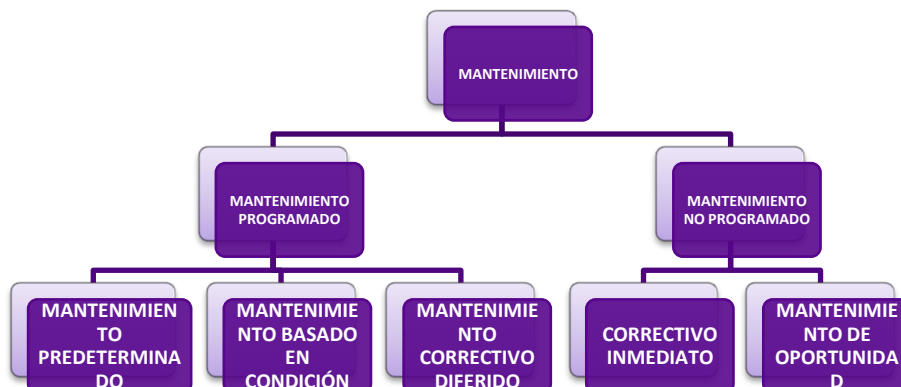 MANTENIMIENTO
MANTENIMIENTO
PROGRAMADO
MANTENIMIENTO
NO PROGRAMADO
MANTENIMIEN
TO
PREDETERMINA
DO
MANTENIMIE
NTO BASADO
EN
CONDICIÓN
MANTENIMIE
NTO
CORRECTIVO
DIFERIDO
CORRECTIVO
INMEDIATO
MANTENIMIE
NTO DE
OPORTUNIDA
D